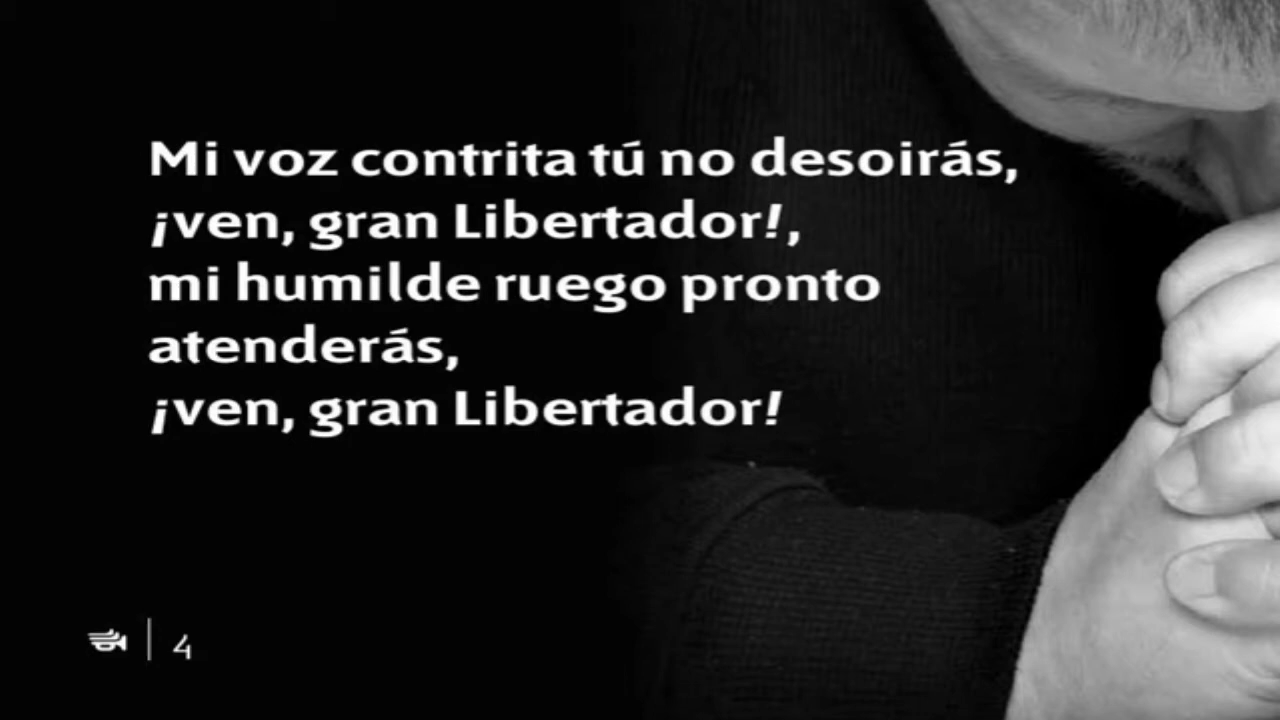 Mi voz contrita tú no desoirás,
¡ven, gran Libertador!,
mi humilde ruego pronto
atenderás,
¡ven, gran Libertador!
4